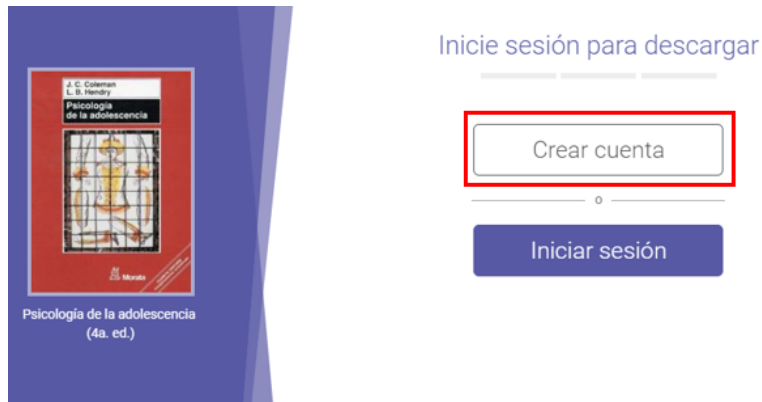 J. C. Coleman
L. B. Hendry
Psicología
de la adolescencia
Morata
Psicología de la adolescencia
(4a. ed.)
Inicie sesión para descargar
Crear cuenta
o
Iniciar sesión